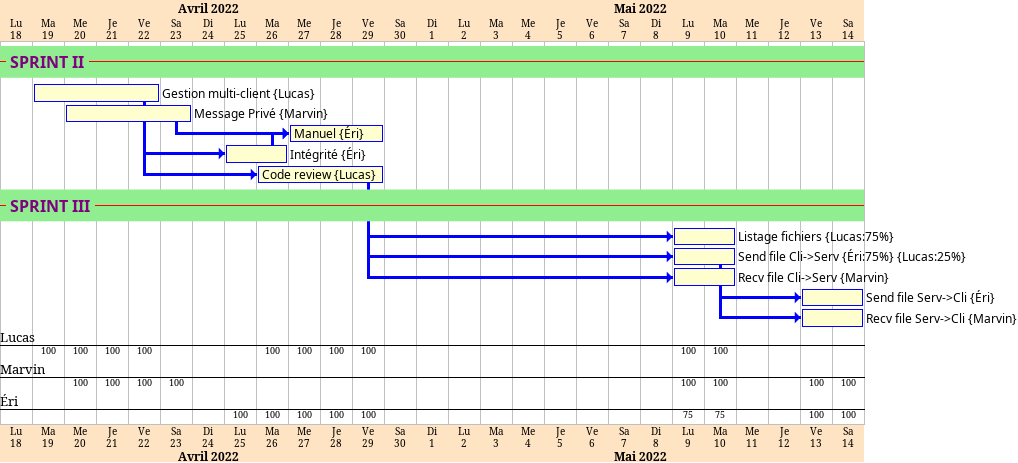 Avril 2022 Mai 2022
Lu Ma Me Je Ve Sa Di Lu Ma Me Je Ve Sa Di Lu Ma Me Je Ve Sa Di Lu Ma Me Je Ve Sa
18 19 20 21 22 23 24 25 26 27 28 29 30 1 2 3 4 5 6 7 8 9 10 11 12 13 14
SPRINT II
Gestion multi-client {Lucas}
Message Privé {Marvin}
Manuel {Éri}
Intégrité {Éri}
Code review {Lucas}
SPRINT III
Listage fichiers {Lucas:75%}
Send file Cli->Serv {Éri:75%} {Lucas:25%}
Recv file Cli->Serv {Marvin}
Send file Serv->Cli {Éri}
Recv file Serv->Cli {Marvin}
Lucas
100 100 100 100 100 100 100 100 100 100
Marvin
100 100 100 100 100 100 100 100
Éri
100 100 100 100 100 75 75 100 100
Lu Ma Me Je Ve Sa Di Lu Ma Me Je Ve Sa Di Lu Ma Me Je Ve Sa Di Lu Ma Me Je Ve Sa
18 19 20 21 22 23 24 25 26 27 28 29 30 1 2 3 4 5 6 7 8 9 10 11 12 13 14
Avril 2022 Mai 2022